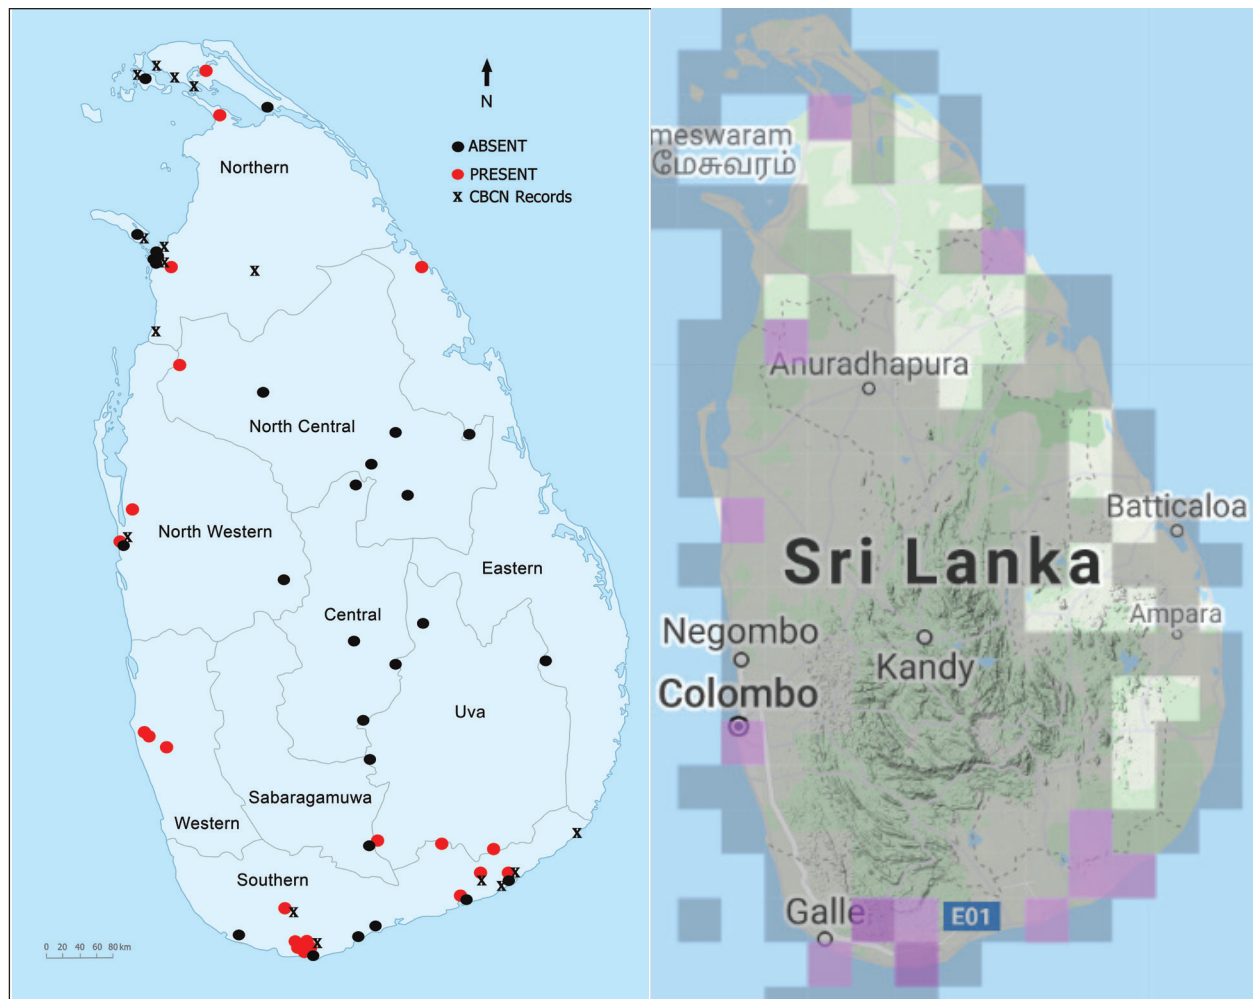 N
ABSENT
PRESENT
x CBCN Records
Northern
North Central
North Western
Eastern
Central
Uva
Sabaragamuwa
Western
Southern
0 20 40 60 80 km
meswaram
மேசுவரம்
Anuradhapura
Batticaloa
Sri Lanka
Ampara
Negombo
Kandy
Colombo
Galle
E01